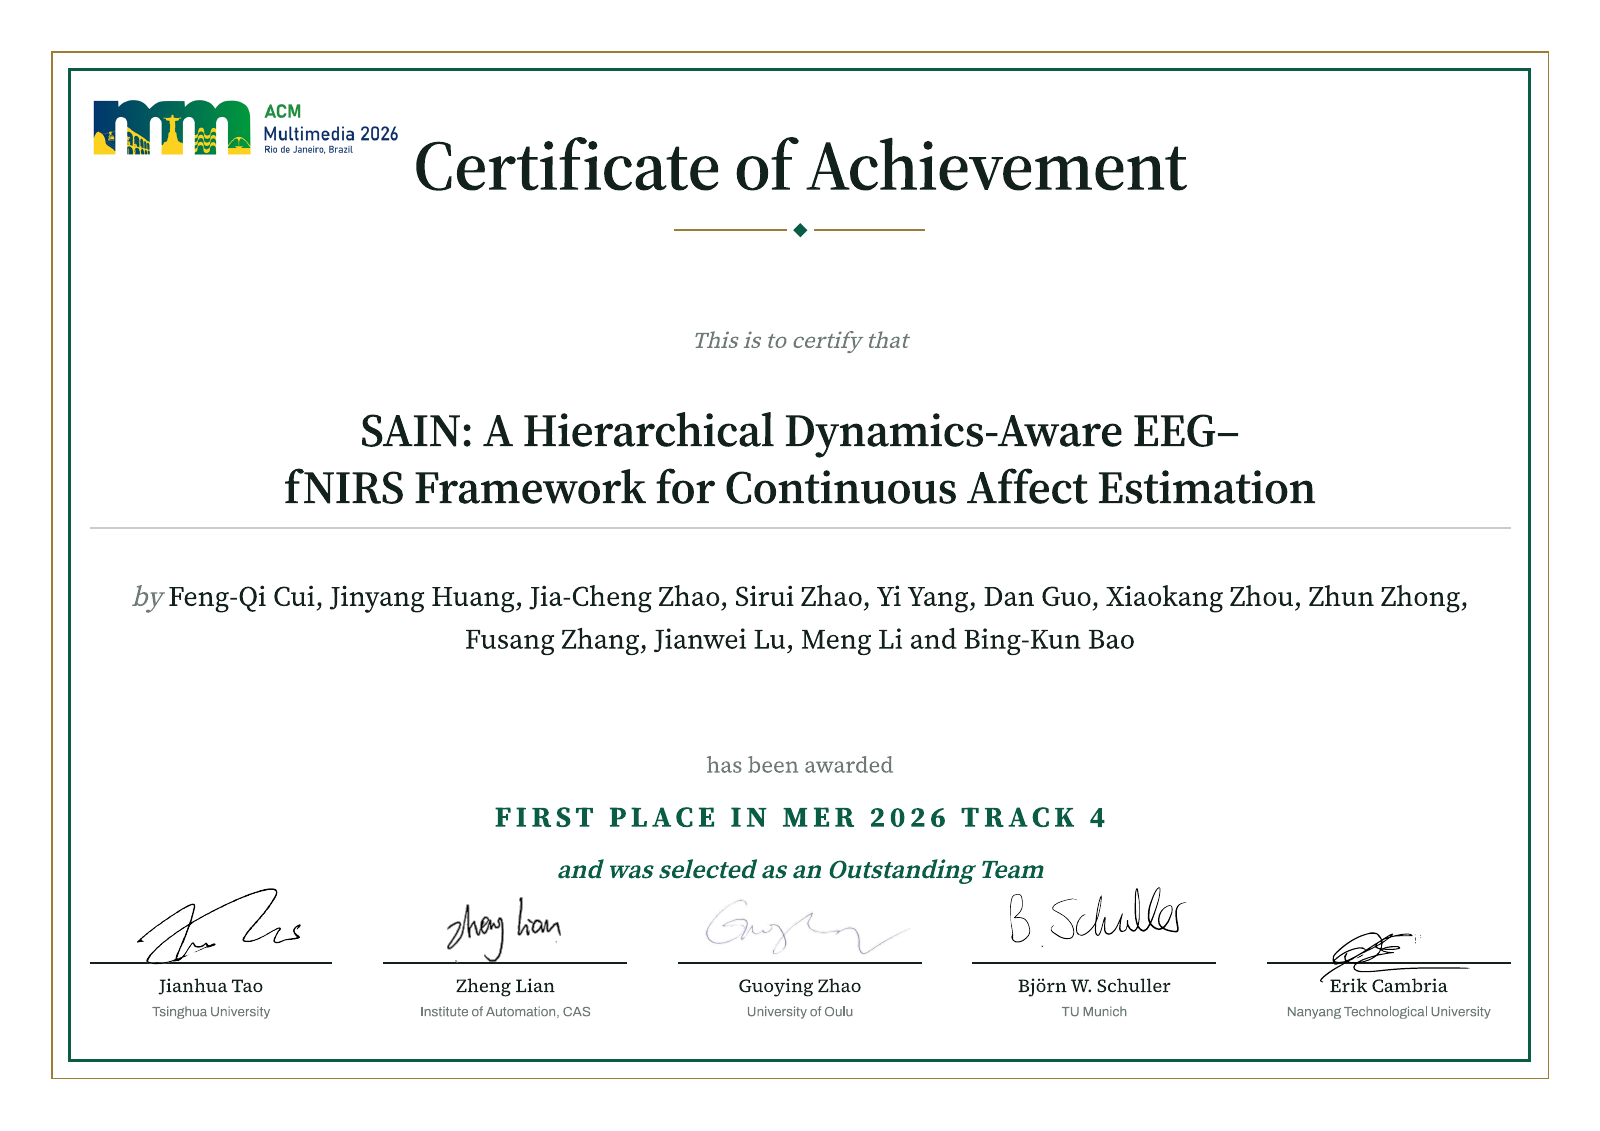 ACM
Multimedia 2026
Rio de Janeiro, Brazil
Certificate of Achievement
This is to certify that
SAIN: A Hierarchical Dynamics-Aware EEG–
fNIRS Framework for Continuous Affect Estimation
by Feng-Qi Cui, Jinyang Huang, Jia-Cheng Zhao, Sirui Zhao, Yi Yang, Dan Guo, Xiaokang Zhou, Zhun Zhong,
Fusang Zhang, Jianwei Lu, Meng Li and Bing-Kun Bao
has been awarded
FIRST PLACE IN MER 2026 TRACK 4
and was selected as an Outstanding Team
zheng lian B. Schuller
Jianhua Tao Zheng Lian Guoying Zhao Björn W. Schuller Erik Cambria
Tsinghua University Institute of Automation, CAS University of Oulu TU Munich Nanyang Technological University